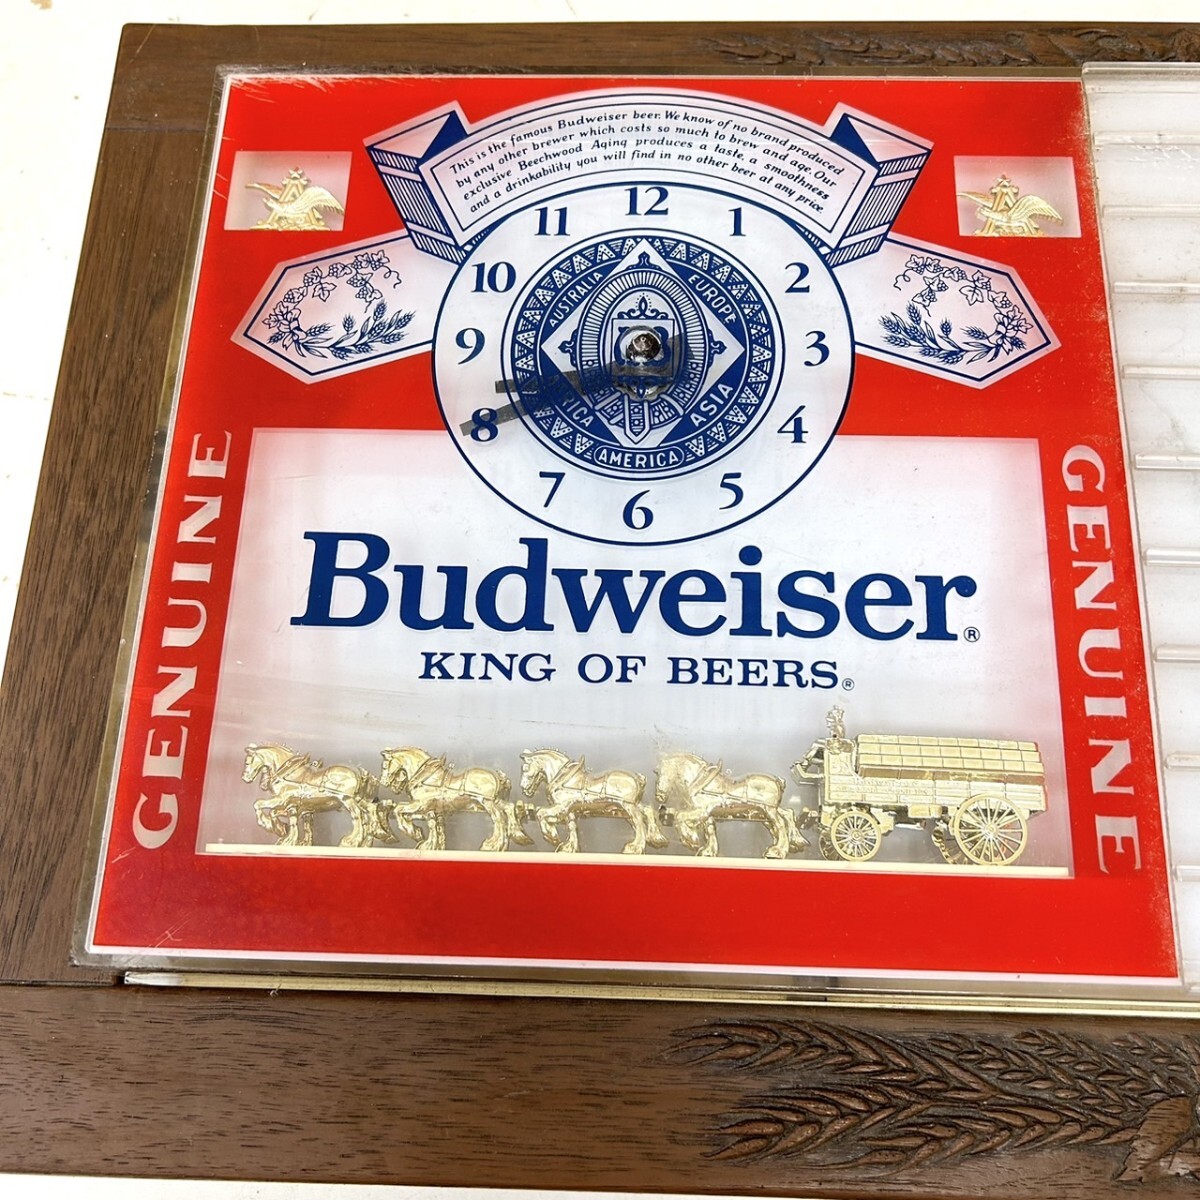 This is the famous Budweiser beer. We know of no brand produced
by any other brewer which costs so much to brew and age. Our
exclusive Beechwood Aging produces a taste, a smoothness
and a drinkability you will find in no other beer at any price.
12
11 1
10 2
9 3
8 4
7 5
6
AUSTRALIA
EUROPE
ASIA
AMERICA
GENUINE
GENUINE
Budweiser®
KING OF BEERS®